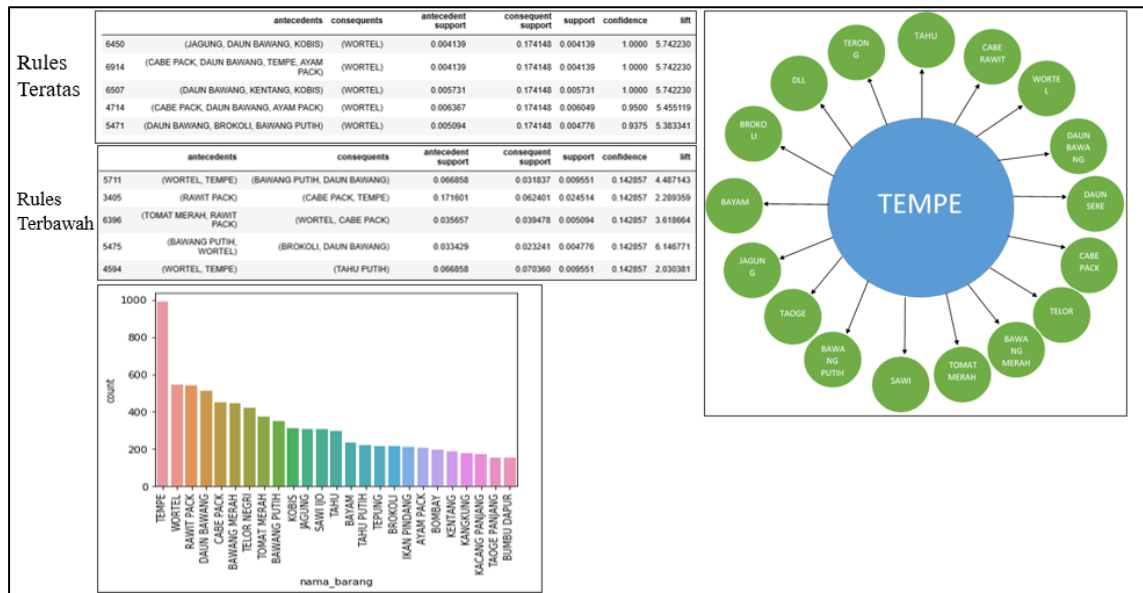 Rules
Teratas
antecedents consequents antecedent support consequent support support confidence lift
6450 (JAGUNG, DAUN BAWANG, KOBIS) (WORTEL) 0.004139 0.174148 0.004139 1.0000 5.742230
6914 (CABE PACK, DAUN BAWANG, TEMPE, AYAM PACK) (WORTEL) 0.004139 0.174148 0.004139 1.0000 5.742230
6507 (DAUN BAWANG, KENTANG, KOBIS) (WORTEL) 0.005731 0.174148 0.005731 1.0000 5.742230
4714 (CABE PACK, DAUN BAWANG, AYAM PACK) (WORTEL) 0.006367 0.174148 0.006049 0.9500 5.455119
5471 (DAUN BAWANG, BROKOLI, BAWANG PUTIH) (WORTEL) 0.005094 0.174148 0.004776 0.9375 5.383341
Rules
Terbawah
antecedents consequents antecedent support consequent support support confidence lift
5711 (WORTEL, TEMPE) (BAWANG PUTIH, DAUN BAWANG) 0.066858 0.031837 0.009551 0.142857 4.487143
3405 (RAWIT PACK) (CABE PACK, TEMPE) 0.171601 0.062401 0.024514 0.142857 2.289359
6396 (TOMAT MERAH, RAWIT PACK) (WORTEL, CABE PACK) 0.035657 0.039478 0.005094 0.142857 3.618664
5475 (BAWANG PUTIH, WORTEL) (BROKOLI, DAUN BAWANG) 0.033429 0.023241 0.004776 0.142857 6.146771
4594 (WORTEL, TEMPE) (TAHU PUTIH) 0.066858 0.070360 0.009551 0.142857 2.030381
count
1000
800
600
400
200
0
TEMPE
WORTEL
RAWIT PACK
DAUN BAWANG
CABE PACK
BAWANG MERAH
TELOR NEGRI
TOMAT MERAH
BAWANG PUTIH
KOBIS
JAGUNG
SAWI IJO
TAHU
BAYAM
TAHU PUTIH
TEPUNG
BROKOLI
IKAN PINDANG
AYAM PACK
BOMBAY
KENTANG
KANGKUNG
KACANG PANJANG
TAOGE PANJANG
BUMBU DAPUR
nama_barang
TEMPE
TAHU
CABE
RAWIT
WORTE
L
DAUN
BAWA
NG
DAUN
SERE
CABE
PACK
TELOR
BAWA
NG
MERAH
TOMAT
MERAH
SAWI
BAWA
NG
PUTIH
TAOGE
JAGUN
G
BAYAM
BROKO
LI
DLL
TERON
G